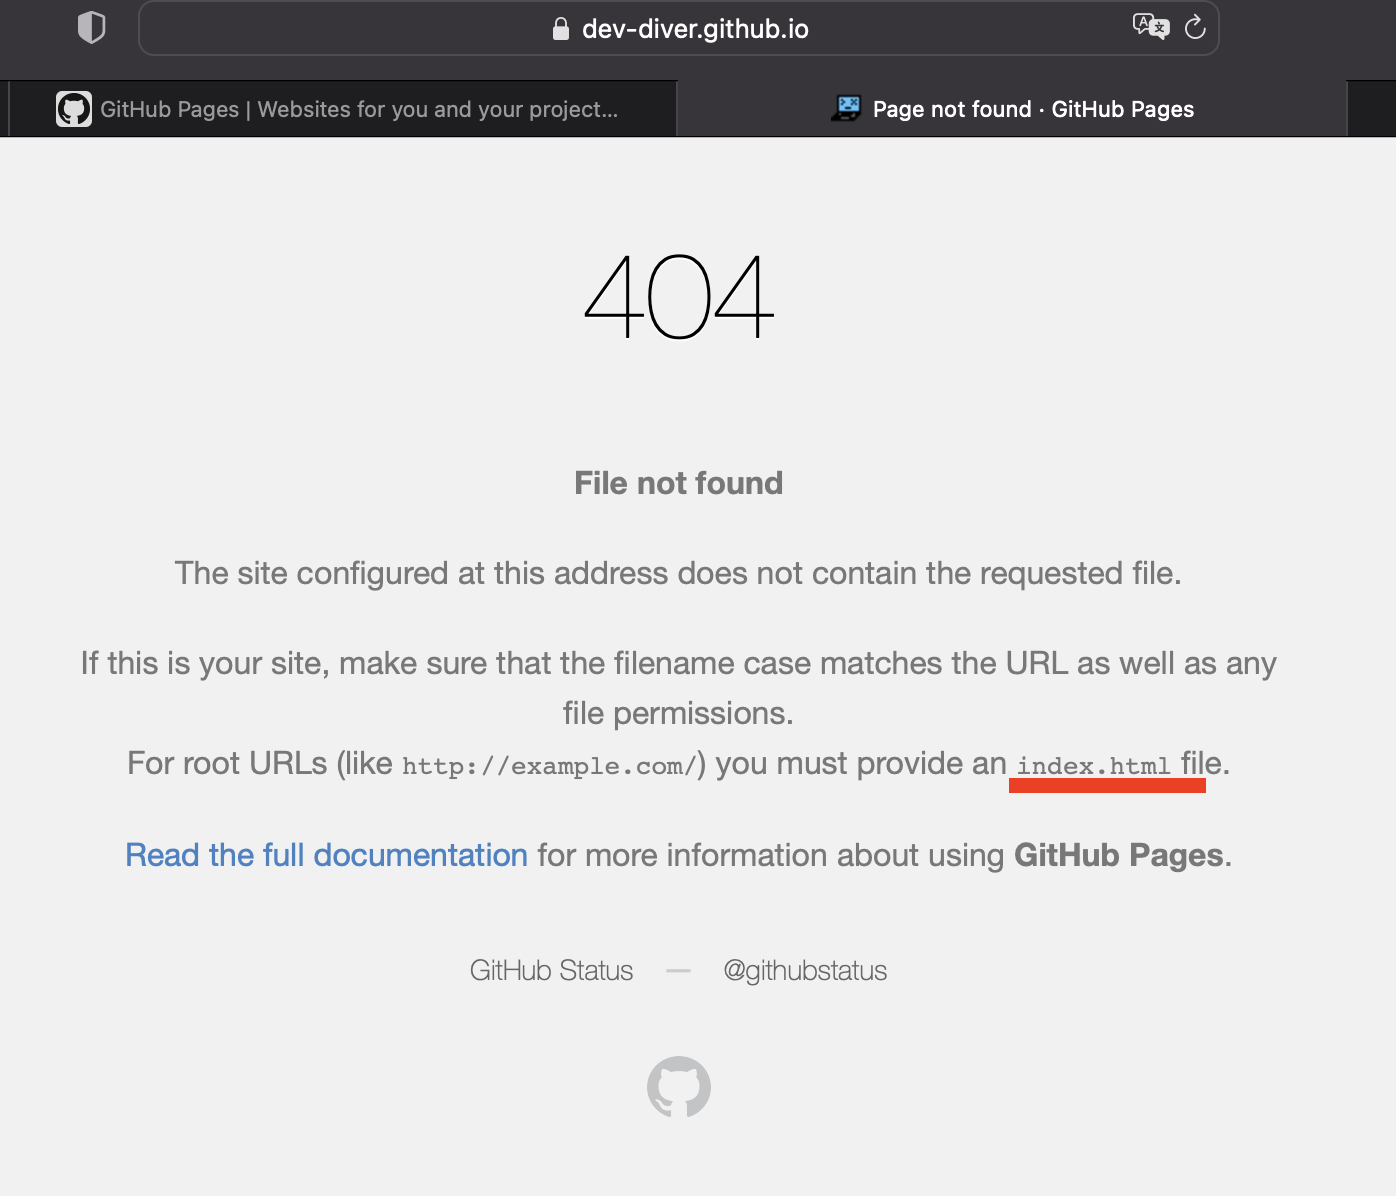 dev-diver.github.io
GitHub Pages | Websites for you and your project...
Page not found · GitHub Pages
404
File not found
The site configured at this address does not contain the requested file.
If this is your site, make sure that the filename case matches the URL as well as any
file permissions.
For root URLs (like http://example.com/) you must provide an index.html file.
Read the full documentation for more information about using GitHub Pages.
GitHub Status — @githubstatus